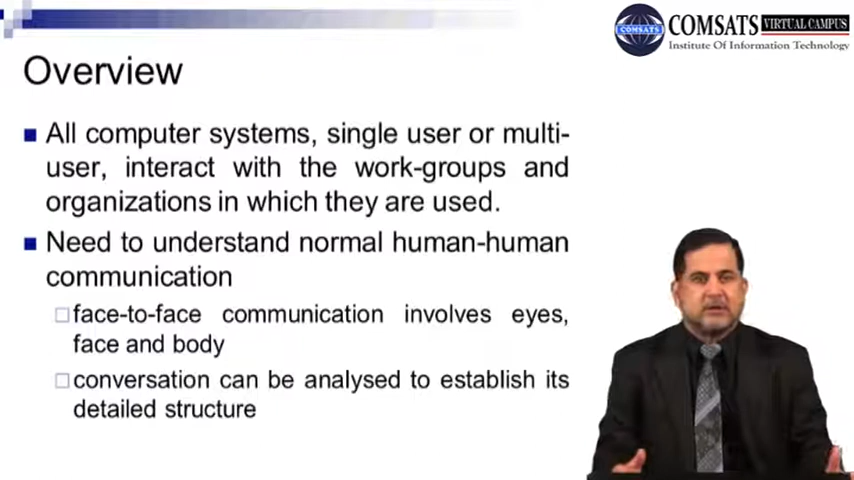 COMSATS
COMSATS VIRTUAL CAMPUS
Institute Of Information Technology
Overview
All computer systems, single user or multi-
user, interact with the work-groups and
organizations in which they are used.
Need to understand normal human-human
communication
face-to-face communication involves eyes,
face and body
conversation can be analysed to establish its
detailed structure